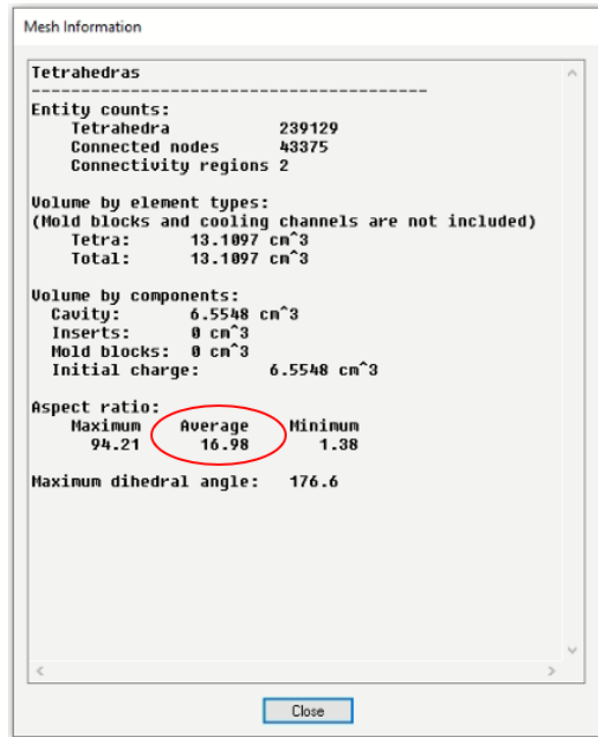 Mesh Information
Tetrahedras
----------------------------------------
Entity counts:
Tetrahedra 239129
Connected nodes 43375
Connectivity regions 2
Volume by element types:
(Mold blocks and cooling channels are not included)
Tetra: 13.1097 cm^3
Total: 13.1097 cm^3
Volume by components:
Cavity: 6.5548 cm^3
Inserts: 0 cm^3
Mold blocks: 0 cm^3
Initial charge: 6.5548 cm^3
Aspect ratio:
Maximum Average Minimum
94.21 16.98 1.38
Maximum dihedral angle: 176.6
Close